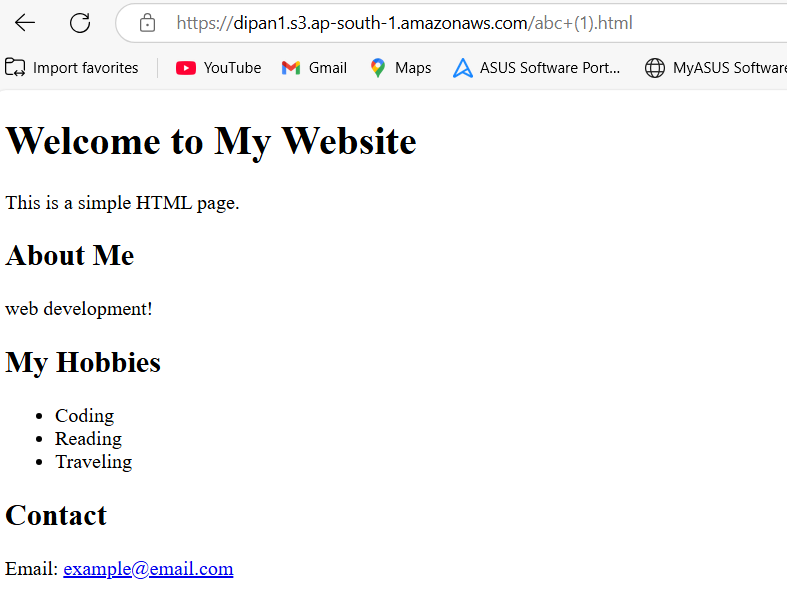 https://dipan1.s3.ap-south-1.amazonaws.com/abc+(1).html
Import favorites YouTube Gmail Maps ASUS Software Port... MyASUS Software
Welcome to My Website
This is a simple HTML page.
About Me
web development!
My Hobbies
• Coding
• Reading
• Traveling
Contact
Email: example@email.com